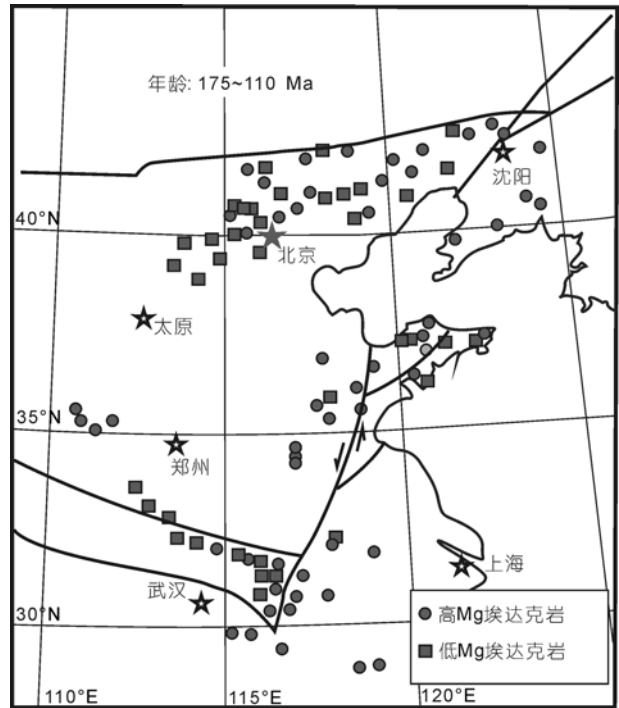 年龄: 175~110 Ma
沈阳
40°N
北京
太原
35°N
郑州
上海
武汉
高Mg埃达克岩
30°N
低Mg埃达克岩
110°E
115°E
120°E